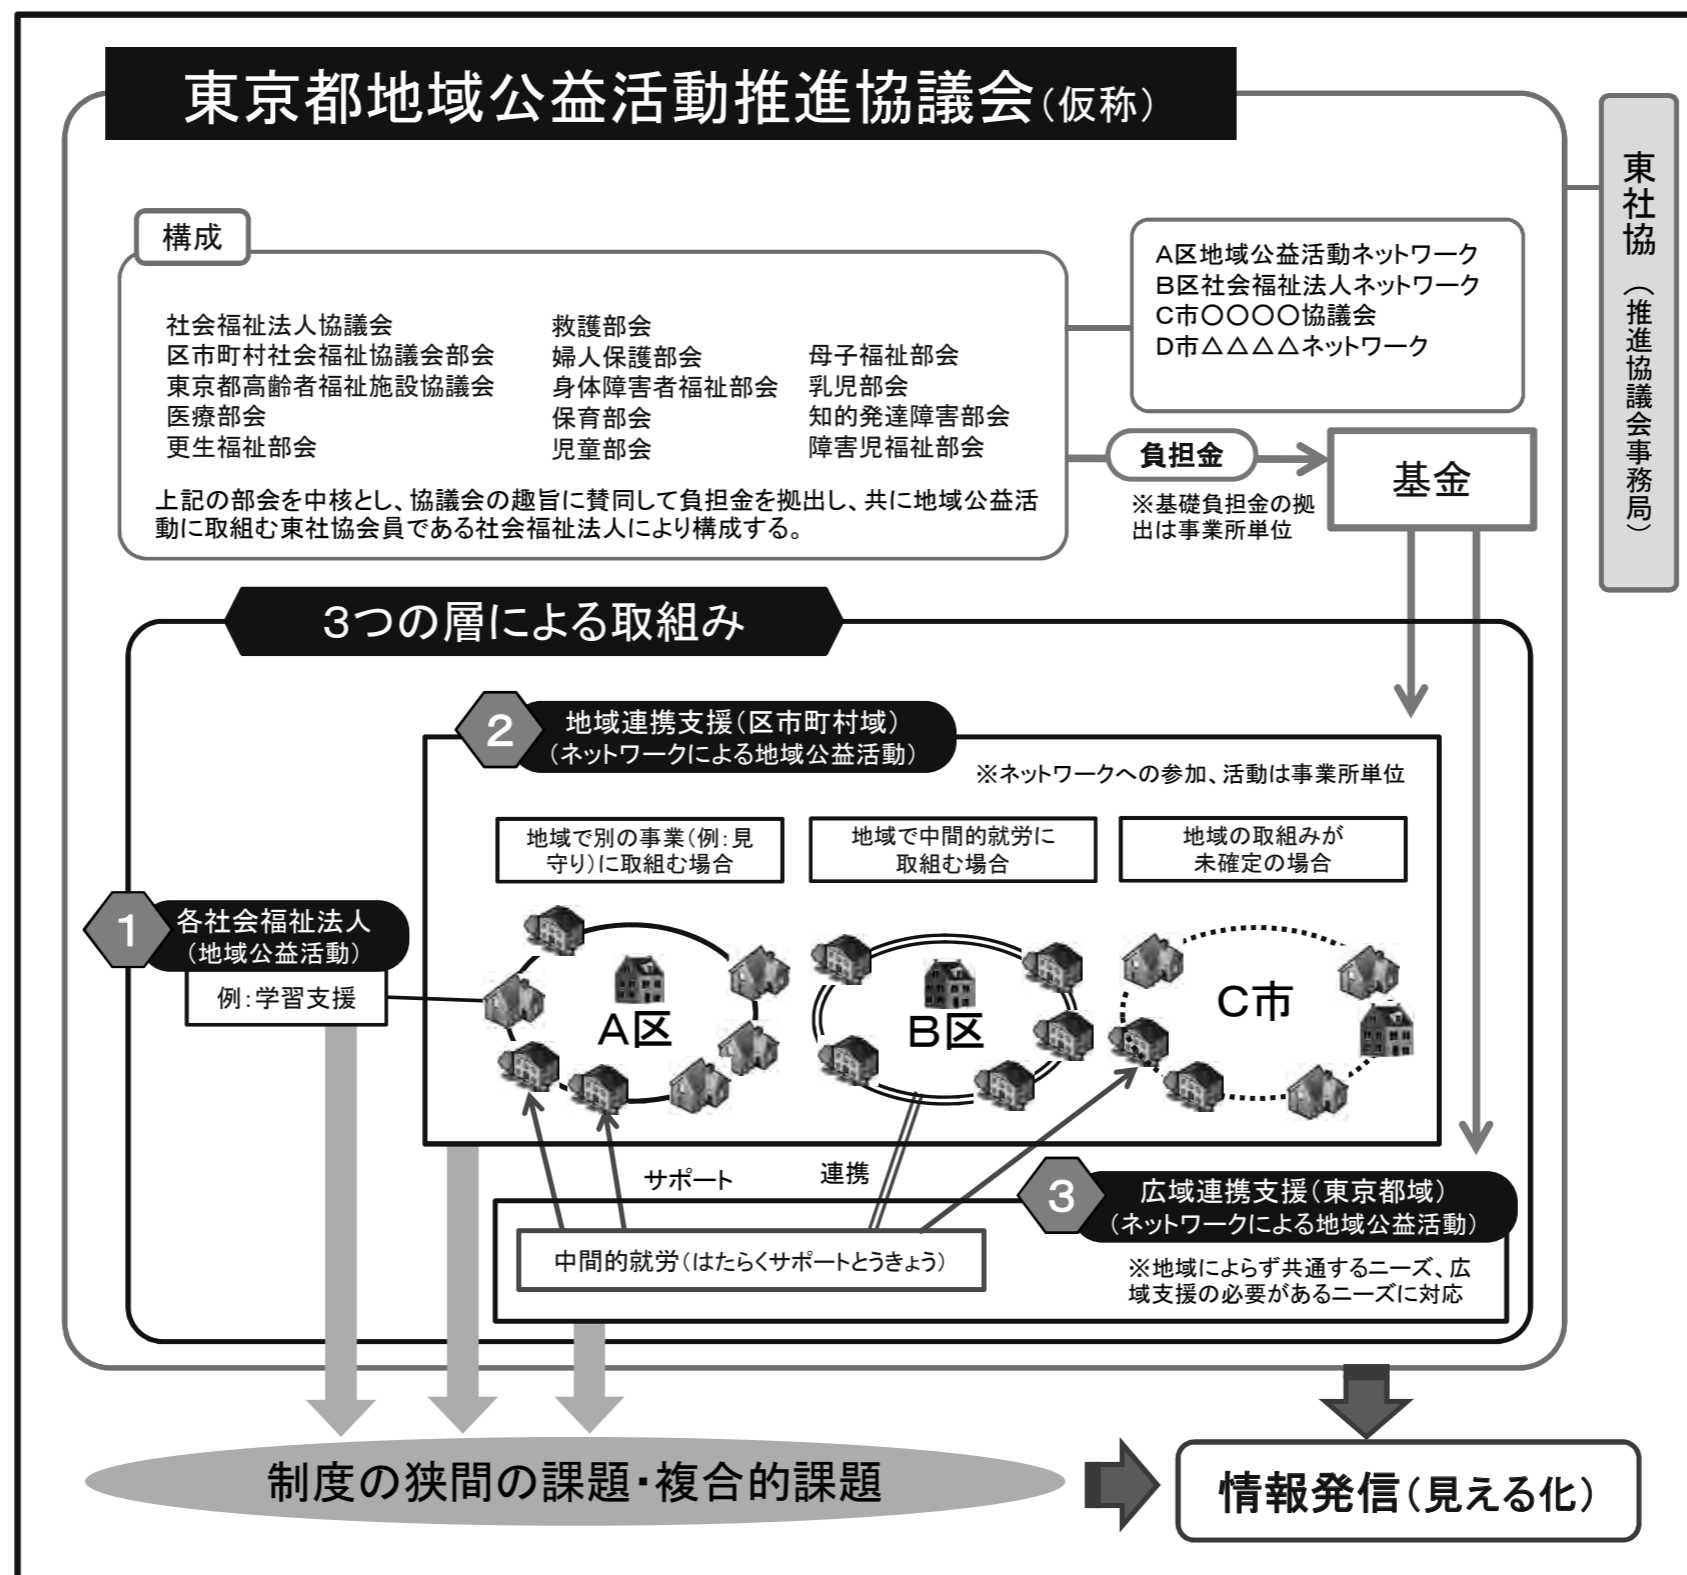 東京都地域公益活動推進協議会(仮称)
東社協(推進協議会事務局)
構成
社会福祉法人協議会
区市町村社会福祉協議会部会
東京都高齢者福祉施設協議会
医療部会
更生福祉部会
救護部会
婦人保護部会
身体障害者福祉部会
保育部会
児童部会
母子福祉部会
乳児部会
知的発達障害部会
障害児福祉部会
上記の部会を中核とし、協議会の趣旨に賛同して負担金を拠出し、共に地域公益活
動に取組む東社協会員である社会福祉法人により構成する。
A区地域公益活動ネットワーク
B区社会福祉法人ネットワーク
C市〇〇〇〇協議会
D市△△△△ネットワーク
負担金
※基礎負担金の拠
出は事業所単位
基金
3つの層による取組み
2
地域連携支援(区市町村域)
(ネットワークによる地域公益活動)
※ネットワークへの参加、活動は事業所単位
地域で別の事業(例:見
守り)に取組む場合
地域で中間的就労に
取組む場合
地域の取組みが
未確定の場合
1
各社会福祉法人
(地域公益活動)
例:学習支援
A区
B区
C市
サポート
連携
3
広域連携支援(東京都域)
(ネットワークによる地域公益活動)
中間的就労(はたらくサポートとうきょう)
※地域によらず共通するニーズ、広
域支援の必要があるニーズに対応
制度の狭間の課題・複合的課題
情報発信(見える化)